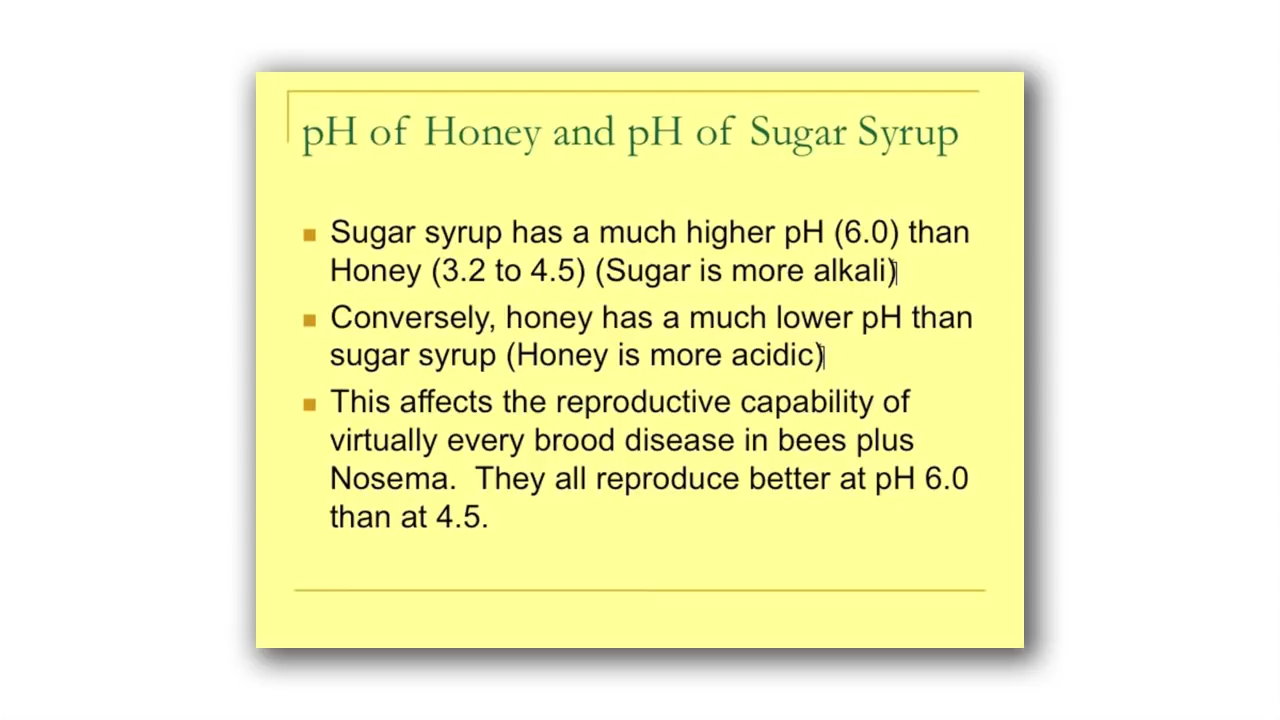 pH of Honey and pH of Sugar Syrup
Sugar syrup has a much higher pH (6.0) than
Honey (3.2 to 4.5) (Sugar is more alkali)
Conversely, honey has a much lower pH than
sugar syrup (Honey is more acidic)
This affects the reproductive capability of
virtually every brood disease in bees plus
Nosema.  They all reproduce better at pH 6.0
than at 4.5.